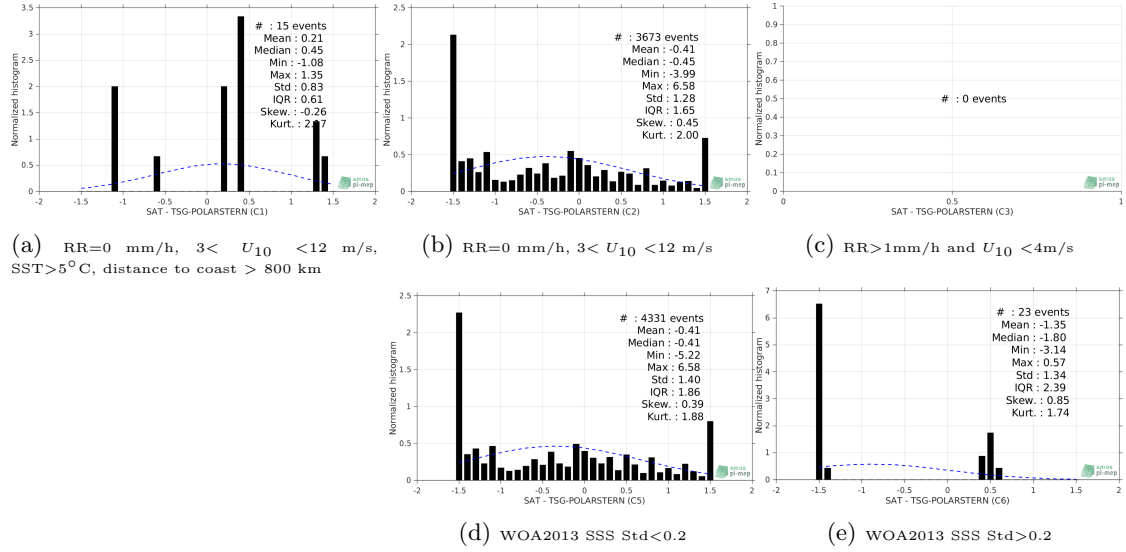 3.5
3
2.5
2
1.5
1
0.5
0
Normalized histogram
# : 15 events
Mean : 0.21
Median : 0.45
Min : -1.08
Max : 1.35
Std : 0.83
IQR : 0.61
Skew. : -0.26
-2 -1.5 -1 -0.5 0 0.5 1 1.5 2
SAT - TSG-POLARSTERN (C1)
smos
pi-mep
(a) RR=0 mm/h, 3< U10 <12 m/s,
SST>5°C, distance to coast > 800 km
2.5
2
1.5
1
0.5
0
Normalized histogram
# : 3673 events
Mean : -0.41
Median : -0.45
Min : -3.99
Max : 6.58
Std : 1.28
IQR : 1.65
Skew. : 0.45
Kurt. : 2.00
-2 -1.5 -1 -0.5 0 0.5 1 1.5 2
SAT - TSG-POLARSTERN (C2)
smos
pi-mep
(b) RR=0 mm/h, 3< U10 <12 m/s
1
0.9
0.8
0.7
0.6
0.5
0.4
0.3
0.2
0.1
0
Normalized histogram
# : 0 events
0 0.5 1
SAT - TSG-POLARSTERN (C3)
smos
pi-mep
(c) RR>1mm/h and U10 <4m/s
2.5
2
1.5
1
0.5
0
Normalized histogram
# : 4331 events
Mean : -0.41
Median : -0.41
Min : -5.22
Max : 6.58
Std : 1.40
IQR : 1.86
Skew. : 0.39
Kurt. : 1.88
-2 -1.5 -1 -0.5 0 0.5 1 1.5 2
SAT - TSG-POLARSTERN (C5)
smos
pi-mep
(d) WOA2013 SSS Std<0.2
7
6
5
4
3
2
1
0
Normalized histogram
# : 23 events
Mean : -1.35
Median : -1.80
Min : -3.14
Max : 0.57
Std : 1.34
IQR : 2.39
Skew. : 0.85
Kurt. : 1.74
-2 -1.5 -1 -0.5 0 0.5 1 1.5 2
SAT - TSG-POLARSTERN (C6)
smos
pi-mep
(e) WOA2013 SSS Std>0.2